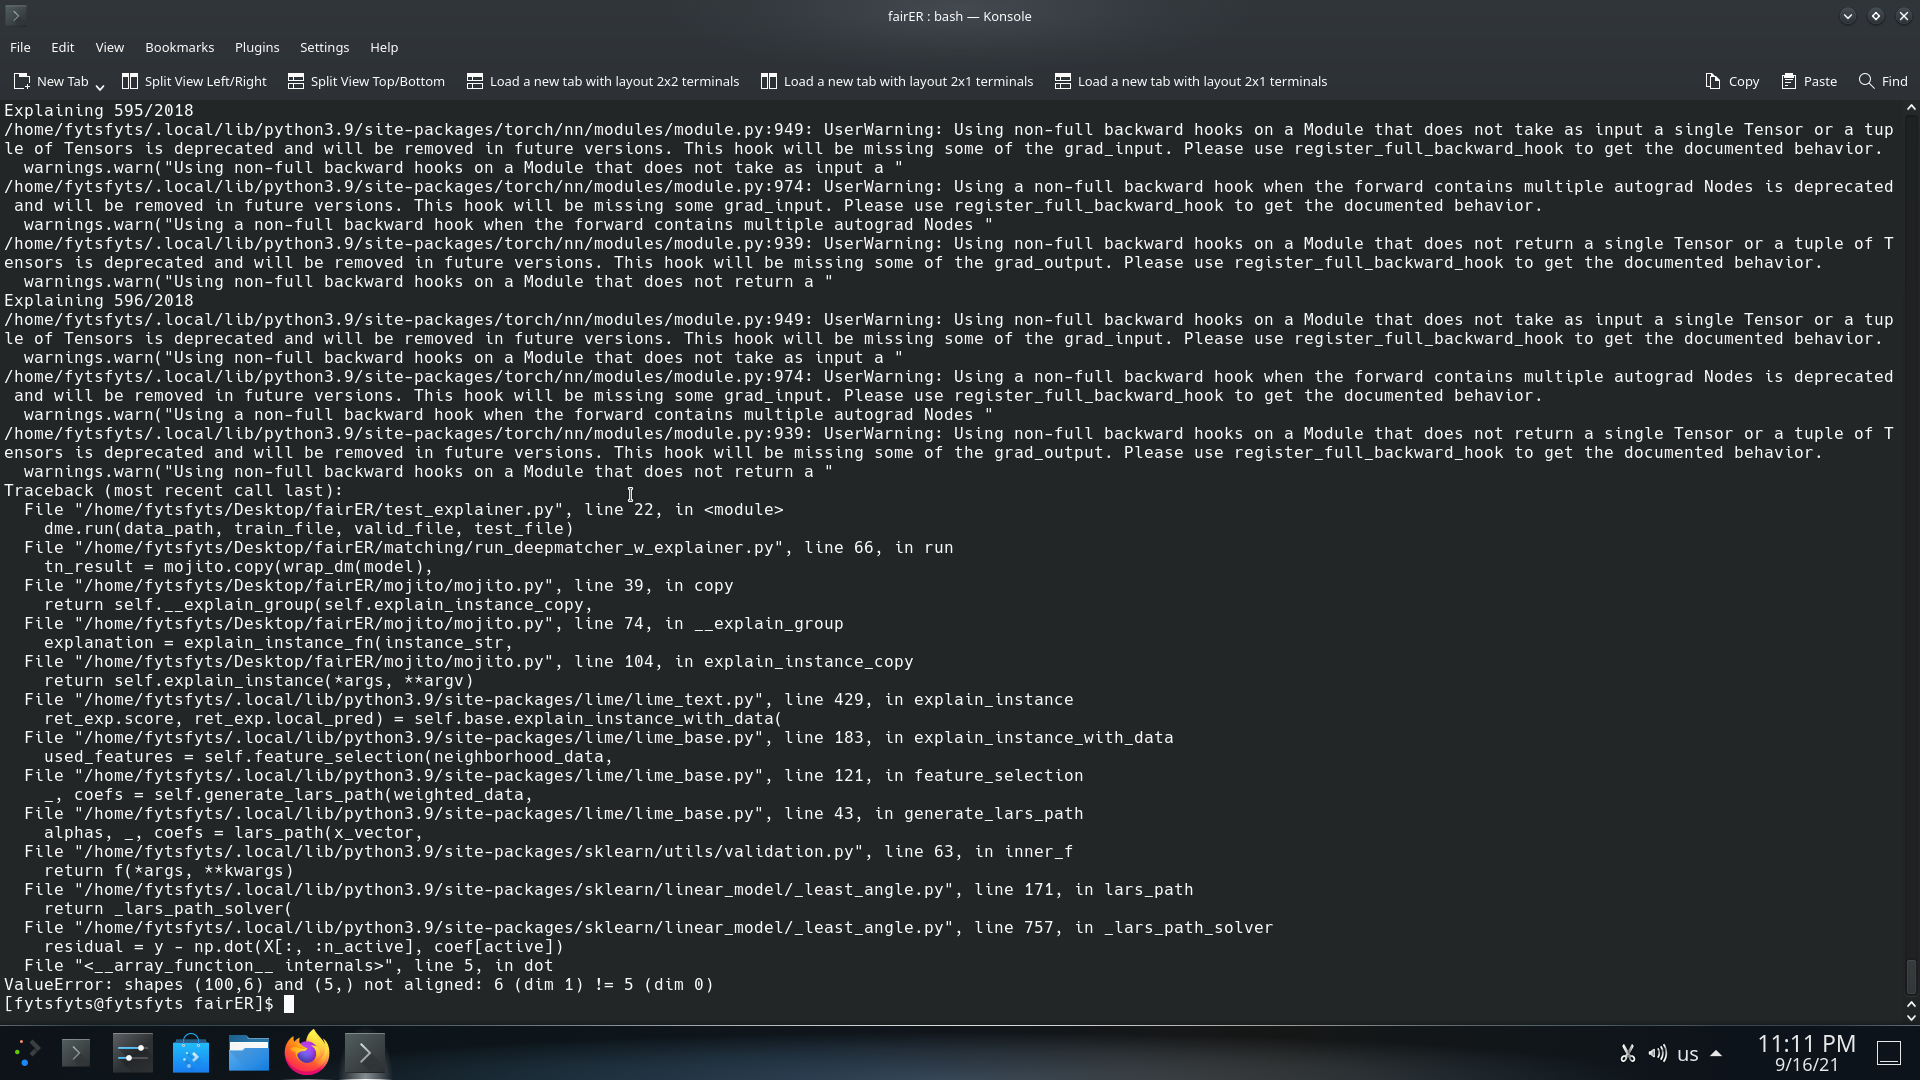 fairER : bash — Konsole
File Edit View Bookmarks Plugins Settings Help
New Tab Split View Left/Right Split View Top/Bottom Load a new tab with layout 2x2 terminals Load a new tab with layout 2x1 terminals Load a new tab with layout 2x1 terminals Copy Paste Find
Explaining 595/2018
/home/fytsfyts/.local/lib/python3.9/site-packages/torch/nn/modules/module.py:949: UserWarning: Using non-full backward hooks on a Module that does not take as input a single Tensor or a tup
le of Tensors is deprecated and will be removed in future versions. This hook will be missing some of the grad_input. Please use register_full_backward_hook to get the documented behavior.
  warnings.warn("Using non-full backward hooks on a Module that does not take as input a "
/home/fytsfyts/.local/lib/python3.9/site-packages/torch/nn/modules/module.py:974: UserWarning: Using a non-full backward hook when the forward contains multiple autograd Nodes is deprecated
 and will be removed in future versions. This hook will be missing some grad_input. Please use register_full_backward_hook to get the documented behavior.
  warnings.warn("Using a non-full backward hook when the forward contains multiple autograd Nodes "
/home/fytsfyts/.local/lib/python3.9/site-packages/torch/nn/modules/module.py:939: UserWarning: Using non-full backward hooks on a Module that does not return a single Tensor or a tuple of T
ensors is deprecated and will be removed in future versions. This hook will be missing some of the grad_output. Please use register_full_backward_hook to get the documented behavior.
  warnings.warn("Using non-full backward hooks on a Module that does not return a "
Explaining 596/2018
/home/fytsfyts/.local/lib/python3.9/site-packages/torch/nn/modules/module.py:949: UserWarning: Using non-full backward hooks on a Module that does not take as input a single Tensor or a tup
le of Tensors is deprecated and will be removed in future versions. This hook will be missing some of the grad_input. Please use register_full_backward_hook to get the documented behavior.
  warnings.warn("Using non-full backward hooks on a Module that does not take as input a "
/home/fytsfyts/.local/lib/python3.9/site-packages/torch/nn/modules/module.py:974: UserWarning: Using a non-full backward hook when the forward contains multiple autograd Nodes is deprecated
 and will be removed in future versions. This hook will be missing some grad_input. Please use register_full_backward_hook to get the documented behavior.
  warnings.warn("Using a non-full backward hook when the forward contains multiple autograd Nodes "
/home/fytsfyts/.local/lib/python3.9/site-packages/torch/nn/modules/module.py:939: UserWarning: Using non-full backward hooks on a Module that does not return a single Tensor or a tuple of T
ensors is deprecated and will be removed in future versions. This hook will be missing some of the grad_output. Please use register_full_backward_hook to get the documented behavior.
  warnings.warn("Using non-full backward hooks on a Module that does not return a "
Traceback (most recent call last):
  File "/home/fytsfyts/Desktop/fairER/test_explainer.py", line 22, in <module>
    dme.run(data_path, train_file, valid_file, test_file)
  File "/home/fytsfyts/Desktop/fairER/matching/run_deepmatcher_w_explainer.py", line 66, in run
    tn_result = mojito.copy(wrap_dm(model),
  File "/home/fytsfyts/Desktop/fairER/mojito/mojito.py", line 39, in copy
    return self.__explain_group(self.explain_instance_copy,
  File "/home/fytsfyts/Desktop/fairER/mojito/mojito.py", line 74, in __explain_group
    explanation = explain_instance_fn(instance_str,
  File "/home/fytsfyts/Desktop/fairER/mojito/mojito.py", line 104, in explain_instance_copy
    return self.explain_instance(*args, **argv)
  File "/home/fytsfyts/.local/lib/python3.9/site-packages/lime/lime_text.py", line 429, in explain_instance
    ret_exp.score, ret_exp.local_pred) = self.base.explain_instance_with_data(
  File "/home/fytsfyts/.local/lib/python3.9/site-packages/lime/lime_base.py", line 183, in explain_instance_with_data
    used_features = self.feature_selection(neighborhood_data,
  File "/home/fytsfyts/.local/lib/python3.9/site-packages/lime/lime_base.py", line 121, in feature_selection
    _, coefs = self.generate_lars_path(weighted_data,
  File "/home/fytsfyts/.local/lib/python3.9/site-packages/lime/lime_base.py", line 43, in generate_lars_path
    alphas, _, coefs = lars_path(x_vector,
  File "/home/fytsfyts/.local/lib/python3.9/site-packages/sklearn/utils/validation.py", line 63, in inner_f
    return f(*args, **kwargs)
  File "/home/fytsfyts/.local/lib/python3.9/site-packages/sklearn/linear_model/_least_angle.py", line 171, in lars_path
    return _lars_path_solver(
  File "/home/fytsfyts/.local/lib/python3.9/site-packages/sklearn/linear_model/_least_angle.py", line 757, in _lars_path_solver
    residual = y - np.dot(X[:, :n_active], coef[active])
  File "<__array_function__ internals>", line 5, in dot
ValueError: shapes (100,6) and (5,) not aligned: 6 (dim 1) != 5 (dim 0)
[fytsfyts@fytsfyts fairER]$
us 11:11 PM
9/16/21